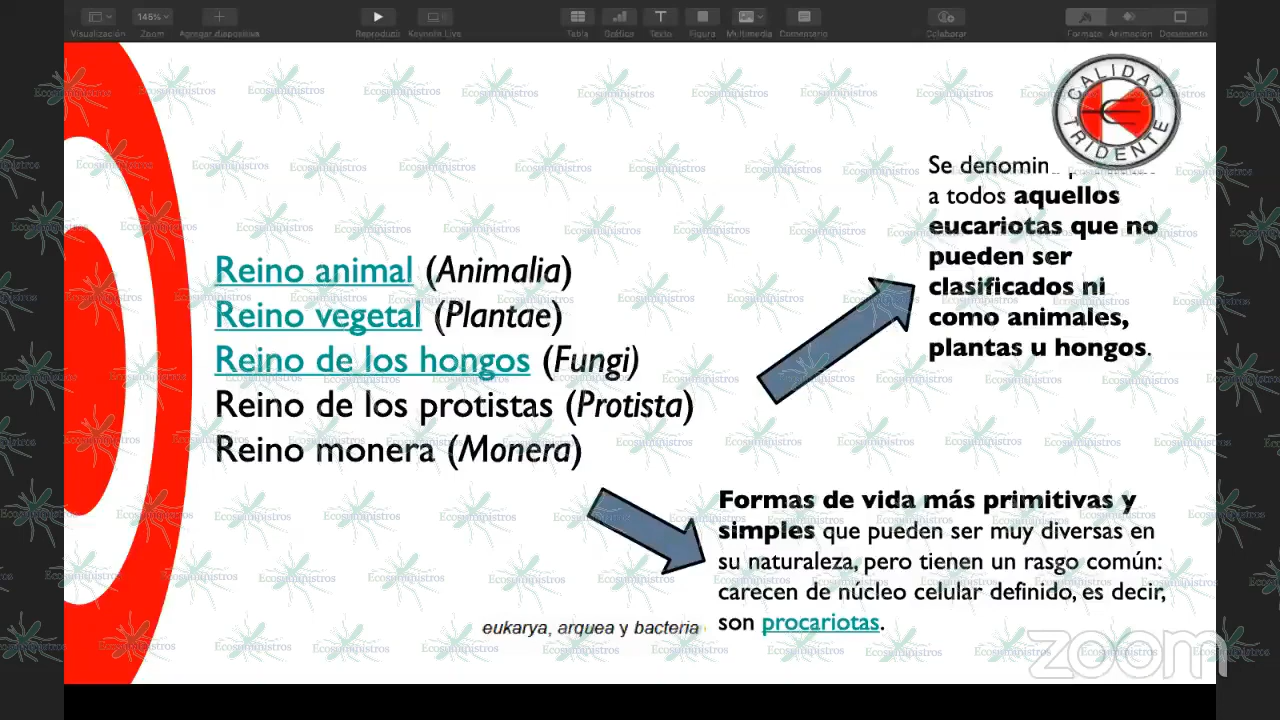 Visualización
145%
Zoom
Agregar diapositiva
Reproducir
Keynote Live
Tabla
Gráfica
Texto
Figura
Multimedia
Comentario
Colaborar
Formato
Animación
Documento
CALIDAD
TRIDENTE
Se denomin
a todos aquellos
eucariotas que no
pueden ser
clasificados ni
como animales,
plantas u hongos.
Reino animal (Animalia)
Reino vegetal (Plantae)
Reino de los hongos (Fungi)
Reino de los protistas (Protista)
Reino monera (Monera)
Formas de vida más primitivas y
simples que pueden ser muy diversas en
su naturaleza, pero tienen un rasgo común:
carecen de núcleo celular definido, es decir,
son procariotas.
eukarya, arquea y bacteria
Ecosuministros
zoom